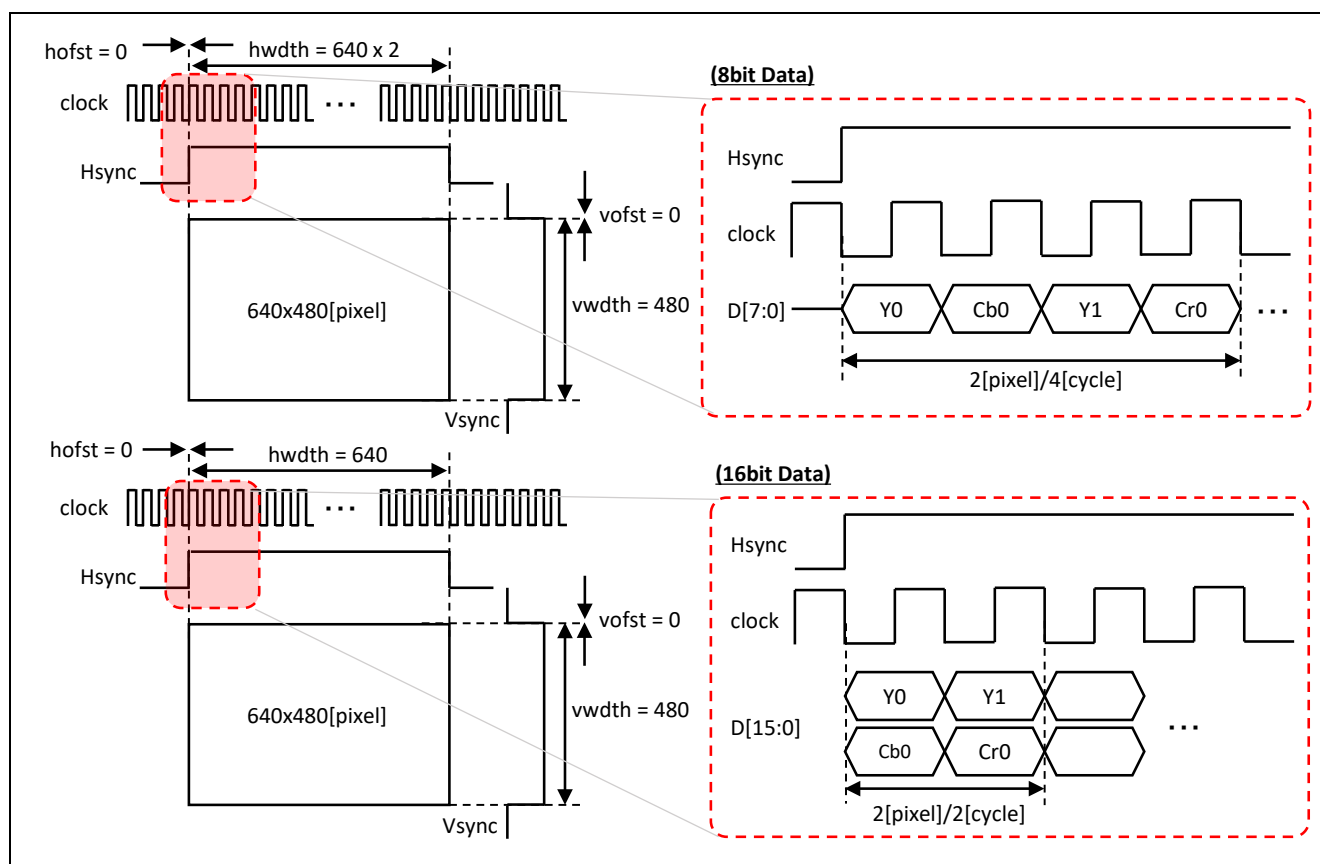 hofst = 0
hwdth = 640 x 2
clock
...
Hsync
vofst = 0
640x480[pixel]
vwdth = 480
Vsync
(8bit Data)
Hsync
clock
D[7:0]
Y0
Cb0
Y1
Cr0
...
2[pixel]/4[cycle]
hofst = 0
hwdth = 640
clock
...
Hsync
vofst = 0
640x480[pixel]
vwdth = 480
Vsync
(16bit Data)
Hsync
clock
D[15:0]
Y0
Y1
Cb0
Cr0
...
2[pixel]/2[cycle]